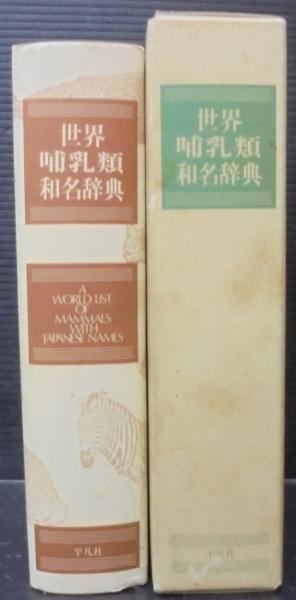 世界
哺乳類
和名辞典
A
WORLD LIST
OF
MAMMALS
WITH
JAPANESE NAMES
平凡社
世界
哺乳類
和名辞典
平凡社